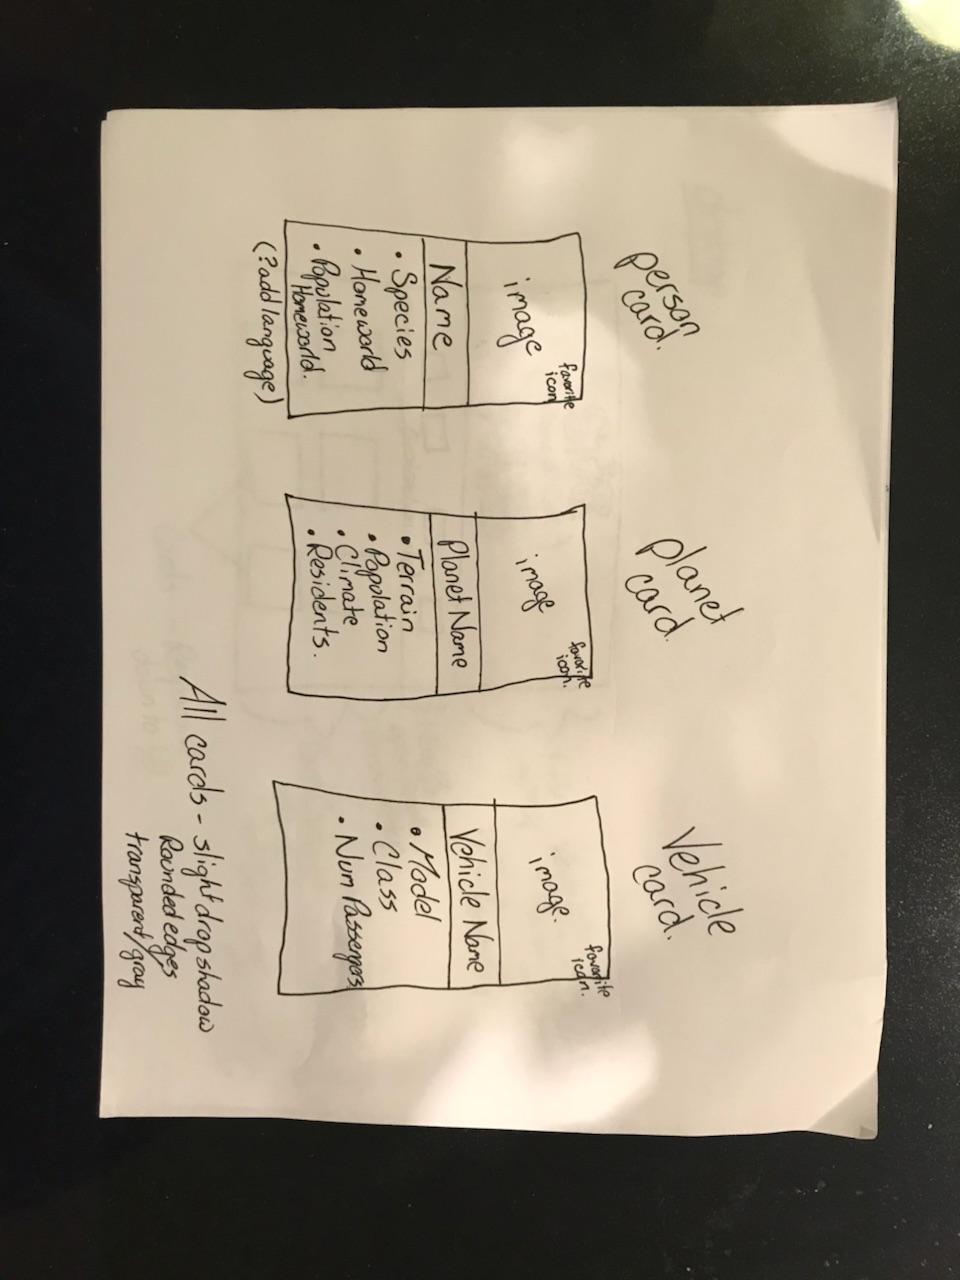 person
card.
favorite
icon
image
Name
• Species
• Homeworld
• Population
Homeworld.
(?add language)
planet
card.
favorite
icon.
image
Planet Name
• Terrain
• Population
• Climate
• Residents.
Vehicle
card.
favorite
icon.
image.
Vehicle Name
• Model
• Class
• Num Passengers
All cards - slight drop shadow
Rounded edges
transparent/gray